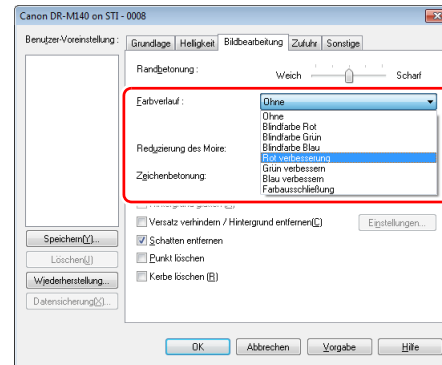 Canon DR-M140 on STI - 0008
Benutzer-Voreinstellung :
Grundlage Helligkeit Bildbearbeitung Zufuhr Sonstige
Randbetonung :
Weich Scharf
Farbverlauf : Ohne
Ohne
Blindfarbe Rot
Blindfarbe Grün
Blindfarbe Blau
Reduzierung des Moire:
Rot verbesserung
Grün verbessern
Zeichenbetonung:
Blau verbessern
Farbausschließung
Versatz verhindern / Hintergrund entfernen(C) Einstellungen...
Schatten entfernen
Punkt löschen
Kerbe löschen (R)
Speichern(Y)...
Löschen(J)
Wiederherstellung...
Datensicherung(X)...
OK Abbrechen Vorgabe Hilfe